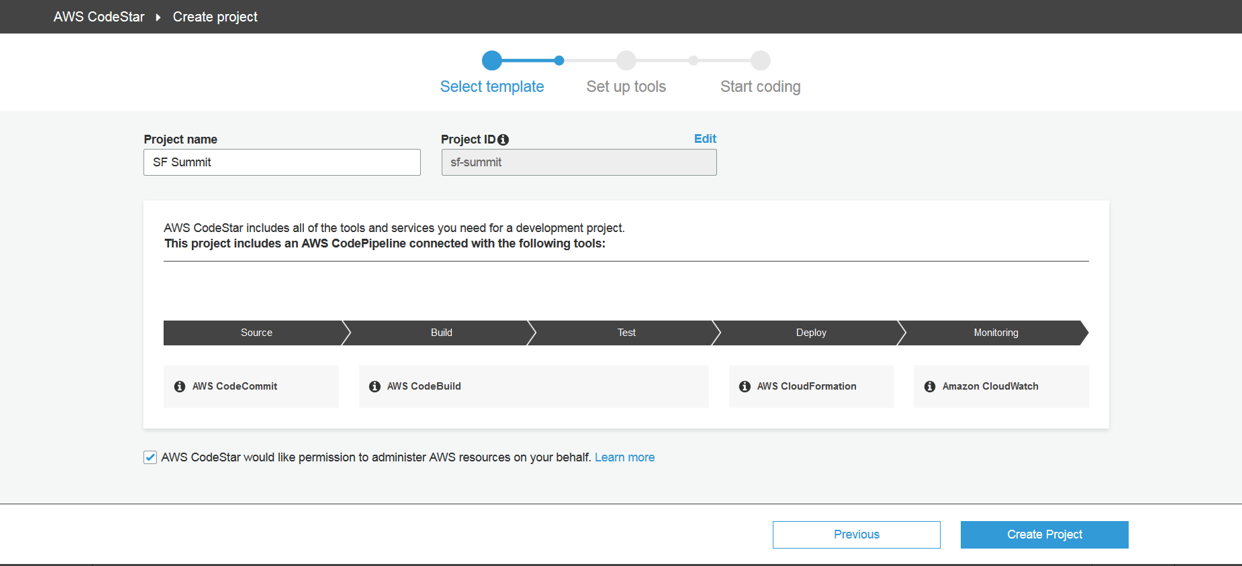 AWS CodeStar Create project
Select template Set up tools Start coding
Project name Project ID Edit
SF Summit sf-summit
AWS CodeStar includes all of the tools and services you need for a development project.
This project includes an AWS CodePipeline connected with the following tools:
Source Build Test Deploy Monitoring
AWS CodeCommit AWS CodeBuild AWS CloudFormation Amazon CloudWatch
AWS CodeStar would like permission to administer AWS resources on your behalf. Learn more
Previous Create Project